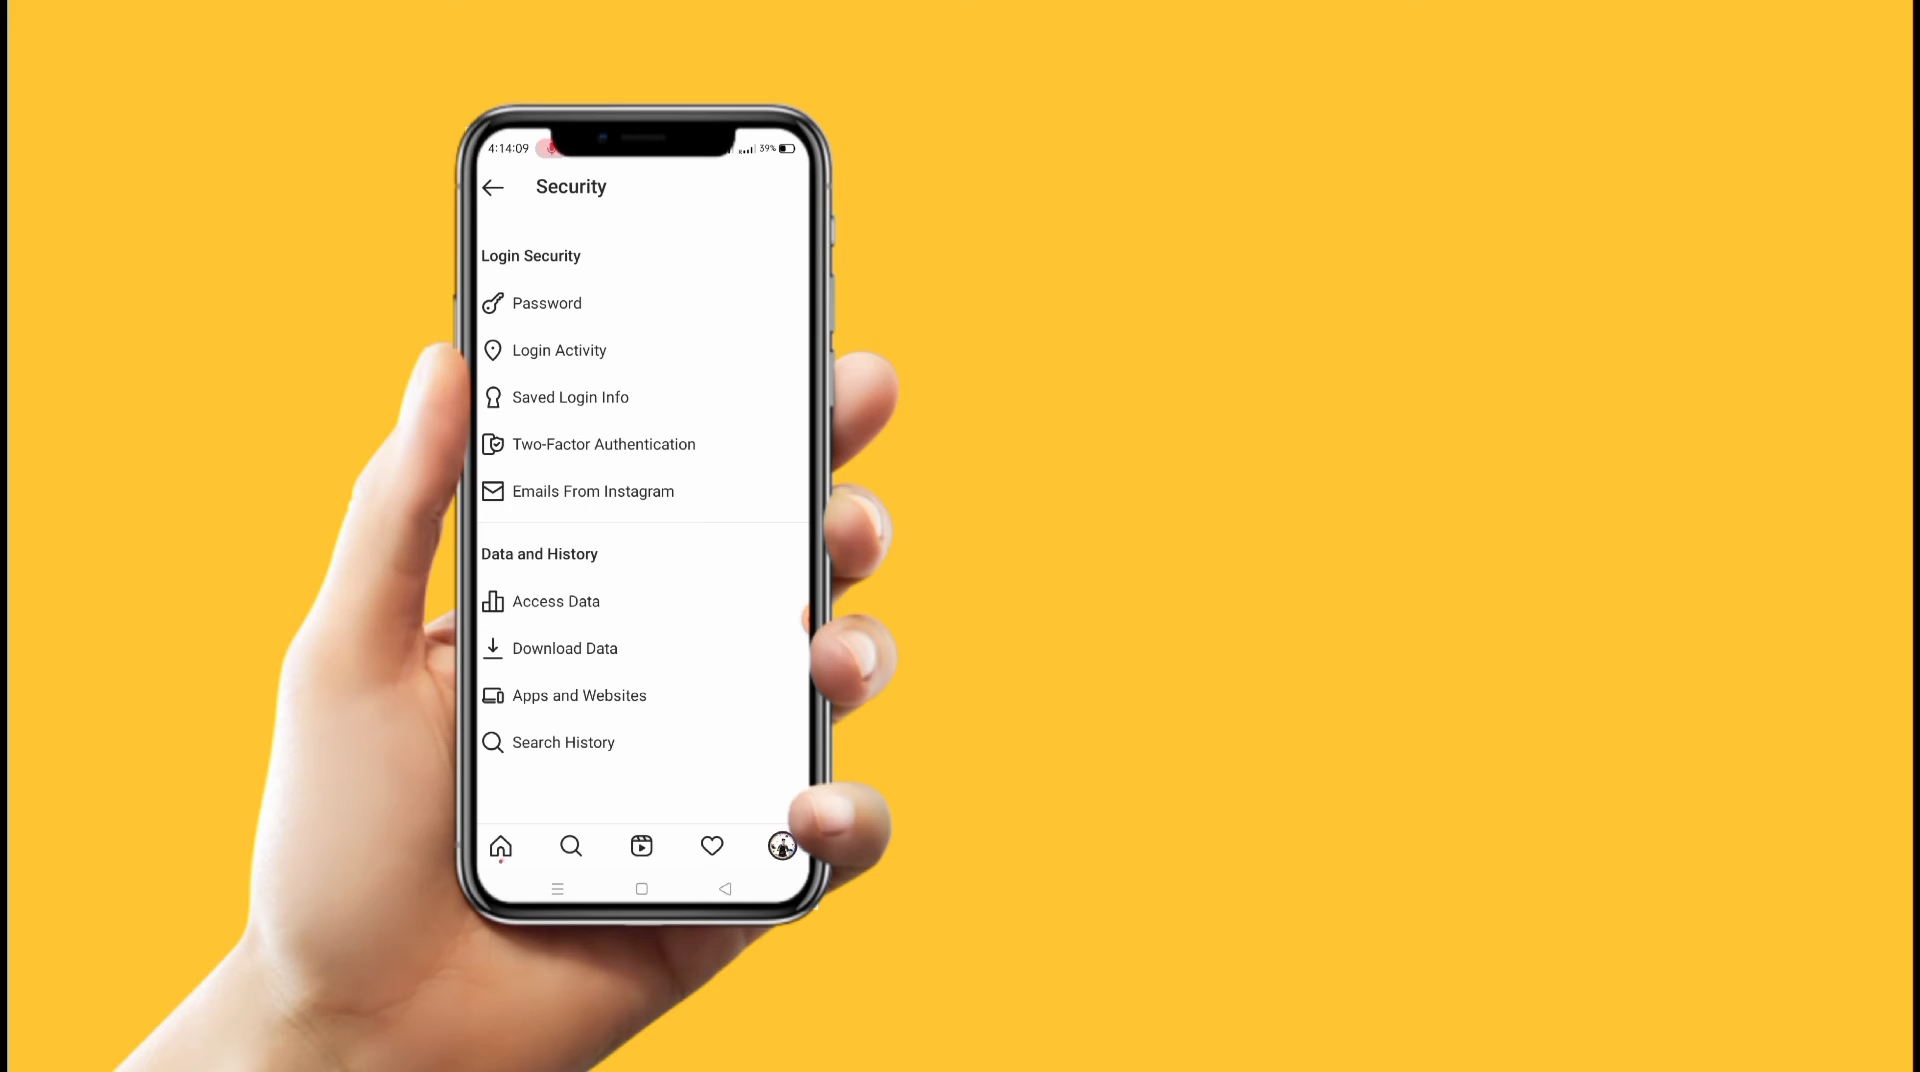 4:14:09
39%
Security
Login Security
Password
Login Activity
Saved Login Info
Two-Factor Authentication
Emails From Instagram
Data and History
Access Data
Download Data
Apps and Websites
Search History